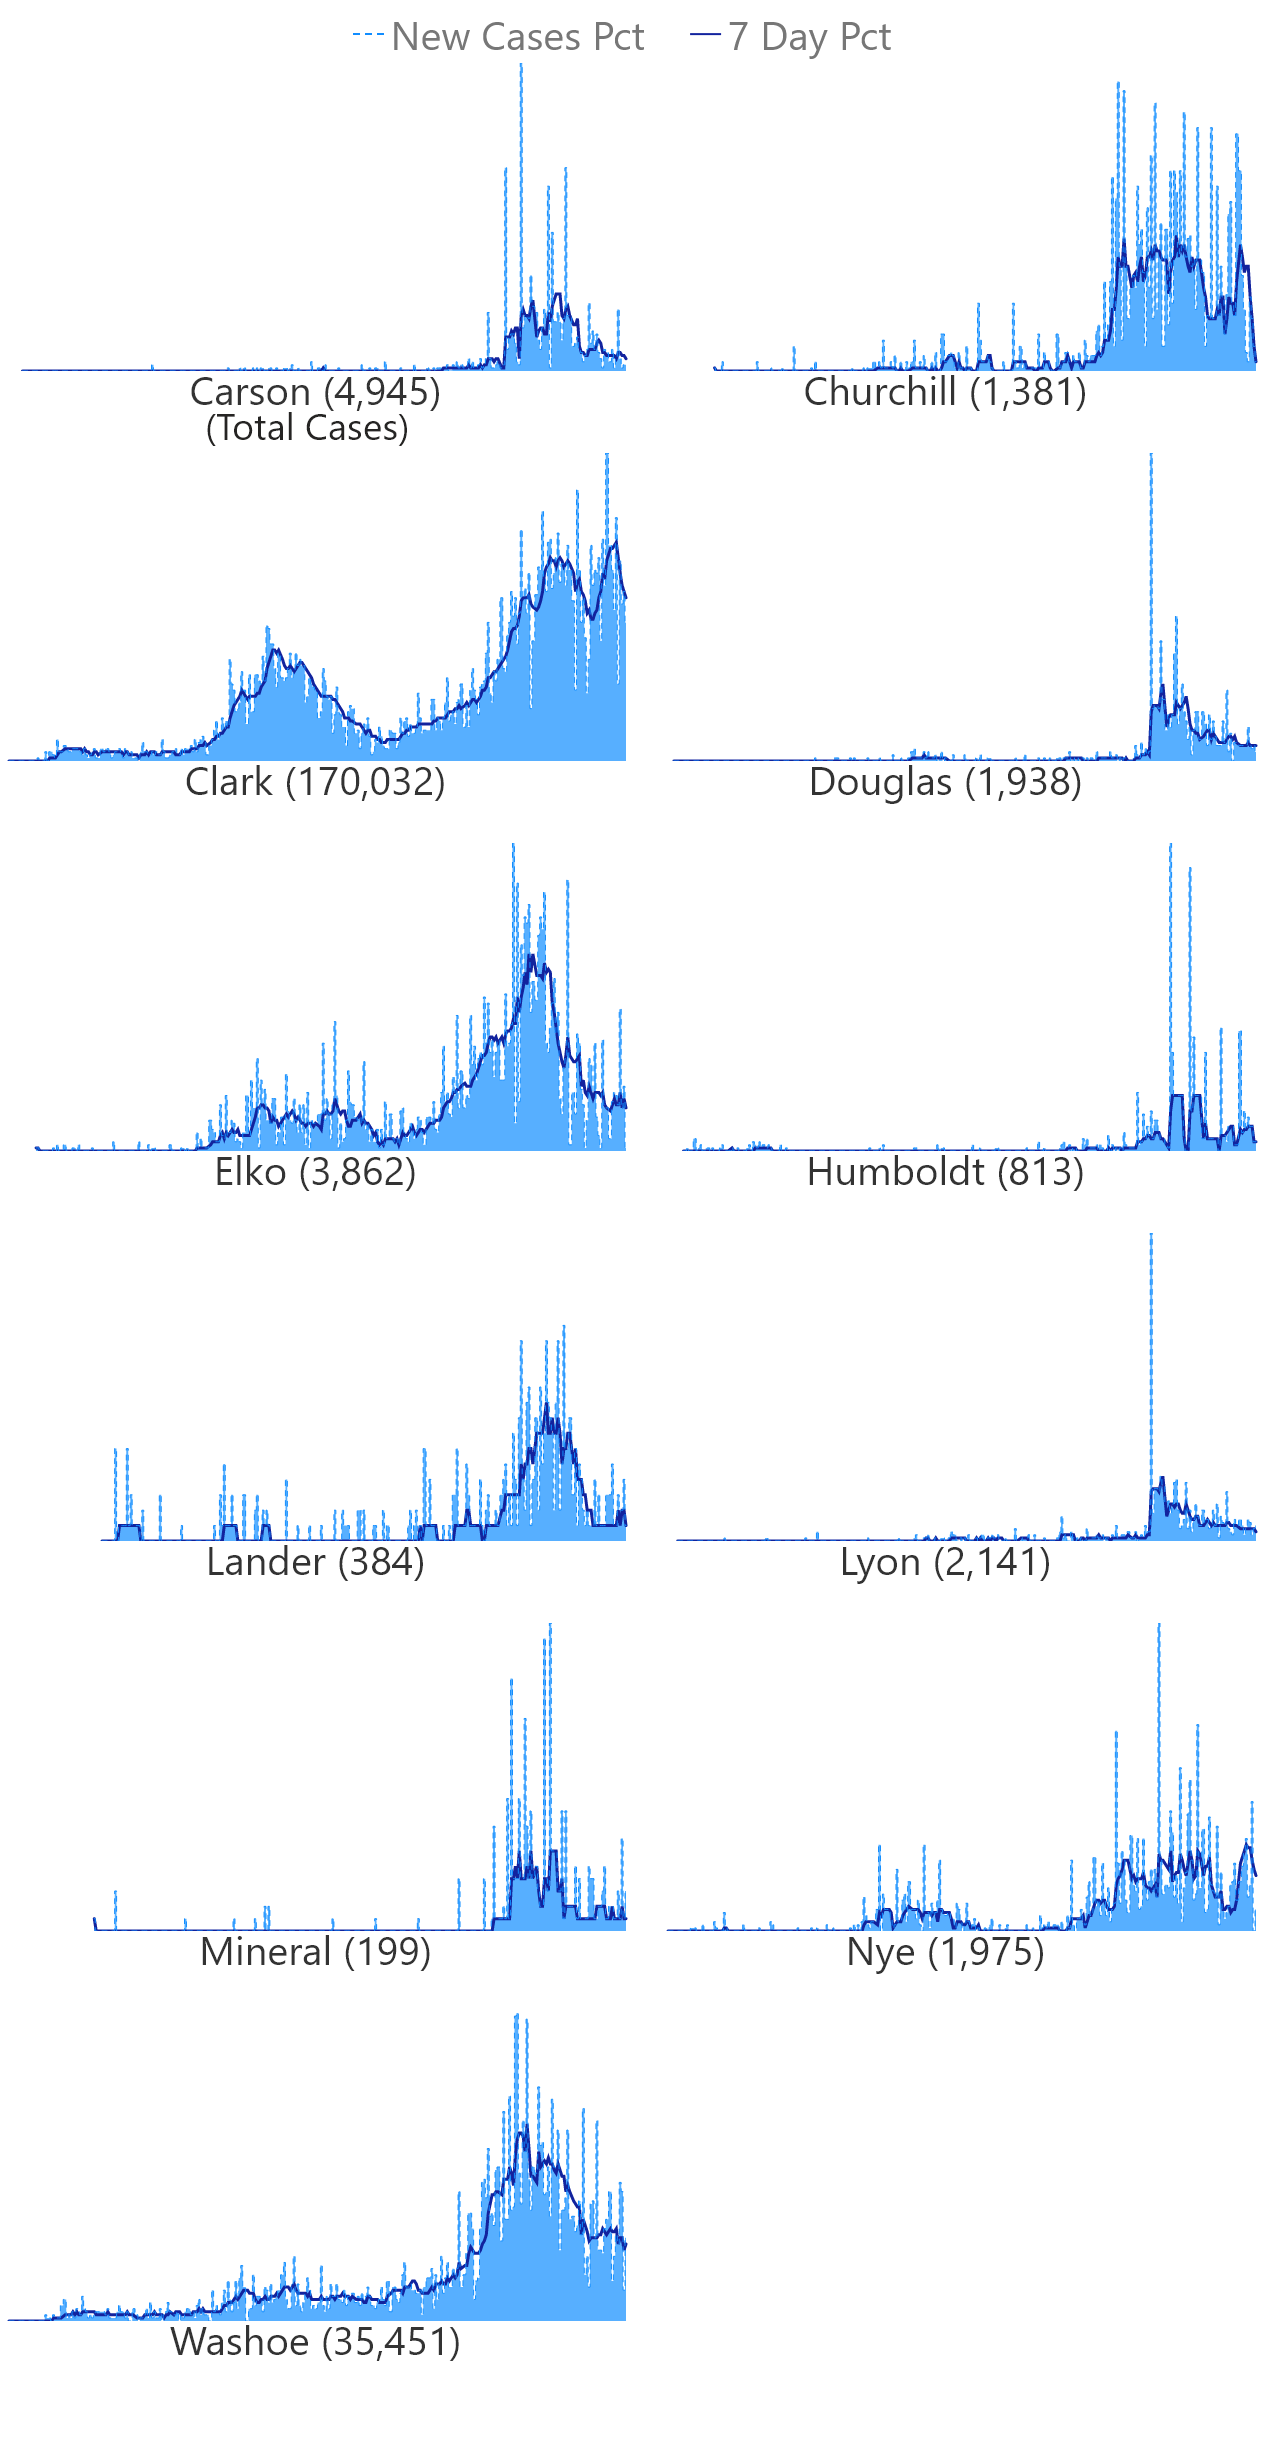 New Cases Pct 7 Day Pct
Carson (4,945) Churchill (1,381)
(Total Cases)
Clark (170,032) Douglas (1,938)
Elko (3,862) Humboldt (813)
Lander (384) Lyon (2,141)
Mineral (199) Nye (1,975)
Washoe (35,451)